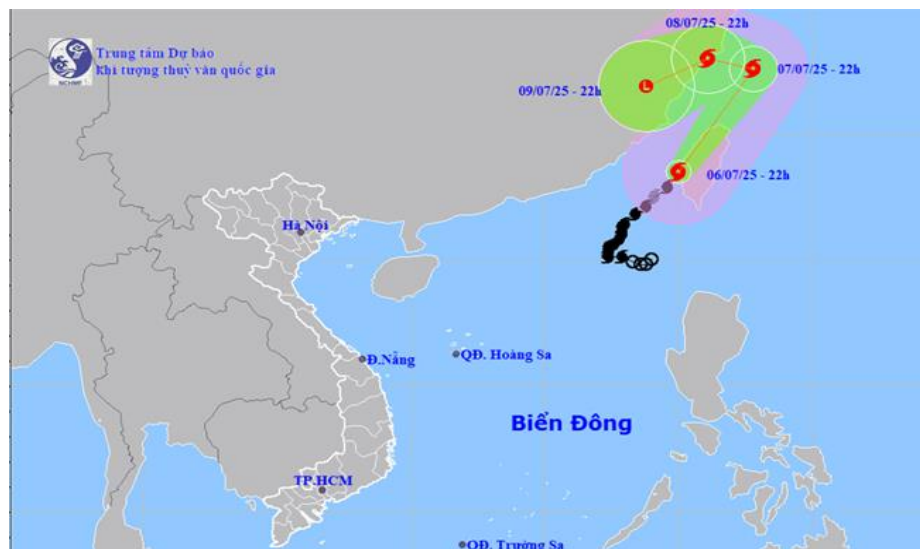 Trung tâm Dự báo
khí tượng thuỷ văn quốc gia
NCHMF
08/07/25 - 22h
07/07/25 - 22h
09/07/25 - 22h
L
06/07/25 - 22h
Hà Nội
Đ.Nẵng
QĐ. Hoàng Sa
Biển Đông
TP.HCM
QĐ. Trường Sa